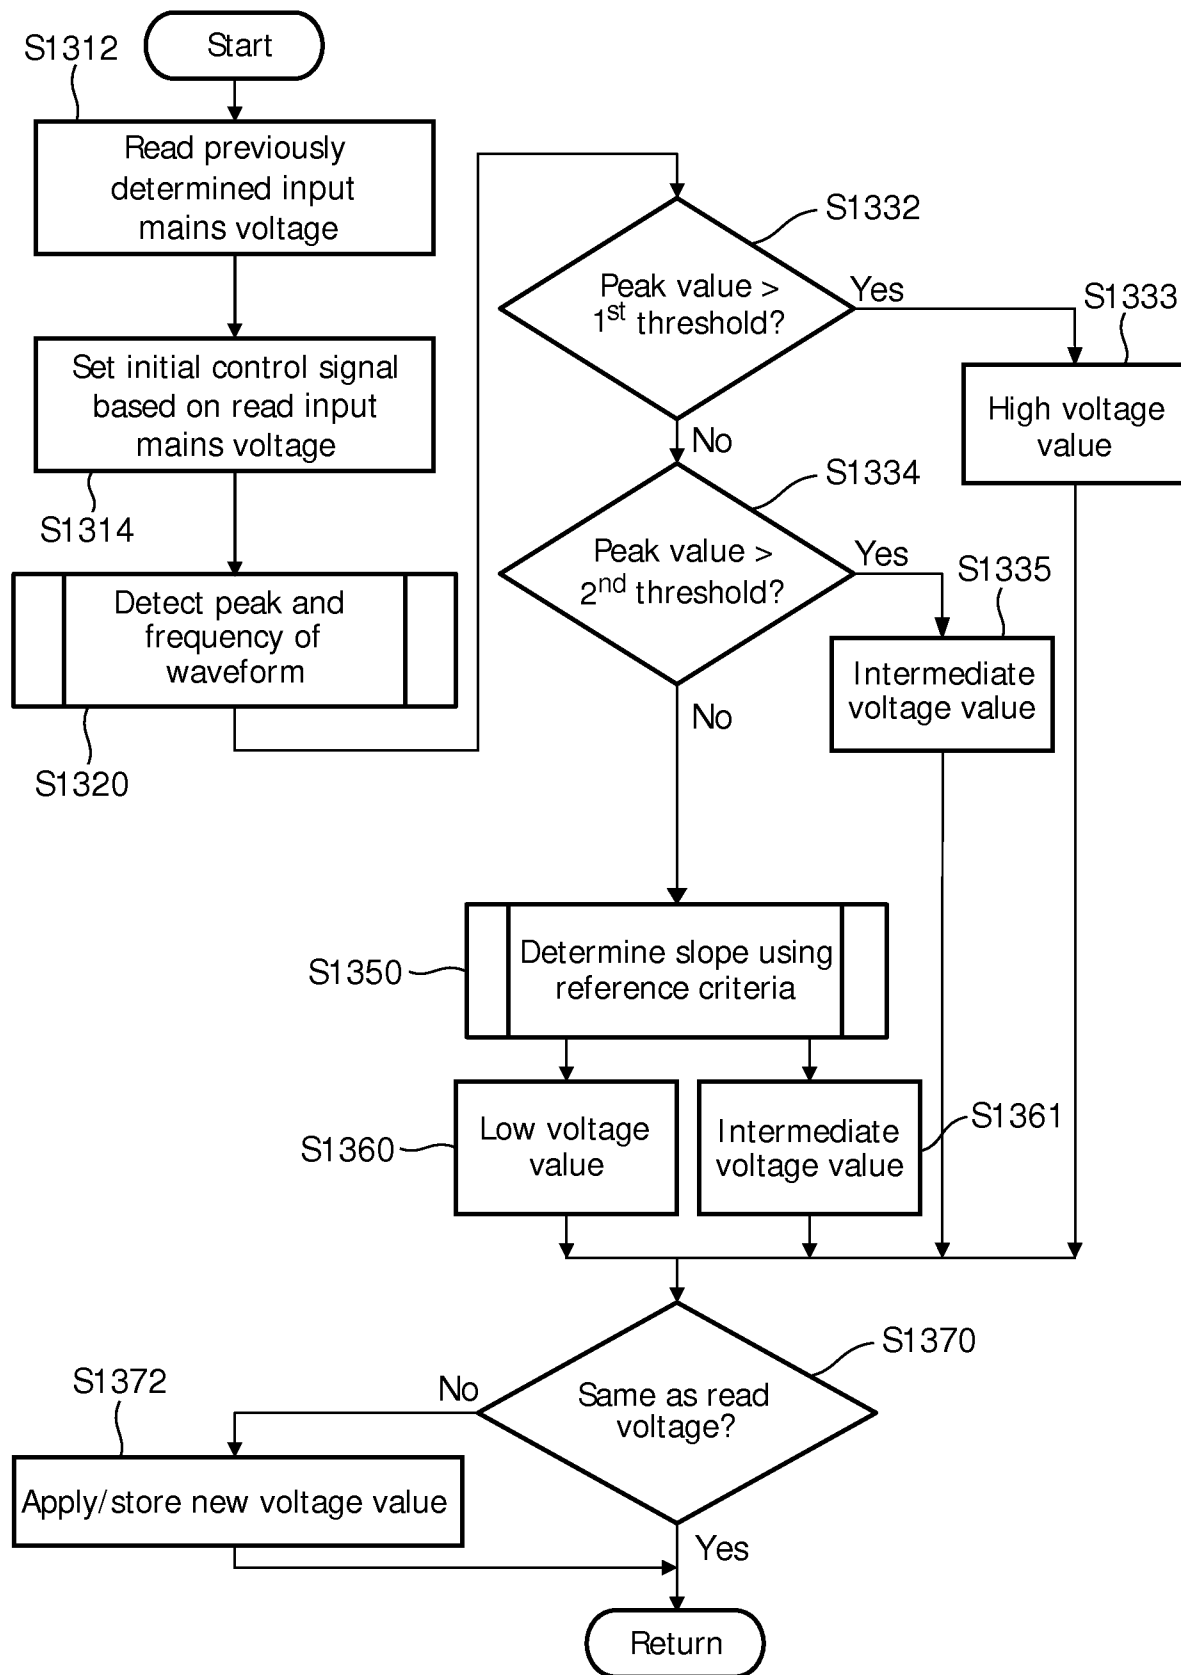 Start
S1312
Read previously
determined input
mains voltage
Set initial control signal
based on read input
mains voltage
S1314
Detect peak and
frequency of
waveform
S1320
S1332
Peak value >
1st threshold?
Yes
S1333
High voltage
value
No
S1334
Peak value >
2nd threshold?
Yes
S1335
Intermediate
voltage value
No
S1350
Determine slope using
reference criteria
S1360
Low voltage
value
Intermediate
voltage value
S1361
S1370
Same as read
voltage?
No
S1372
Apply/store new voltage value
Yes
Return